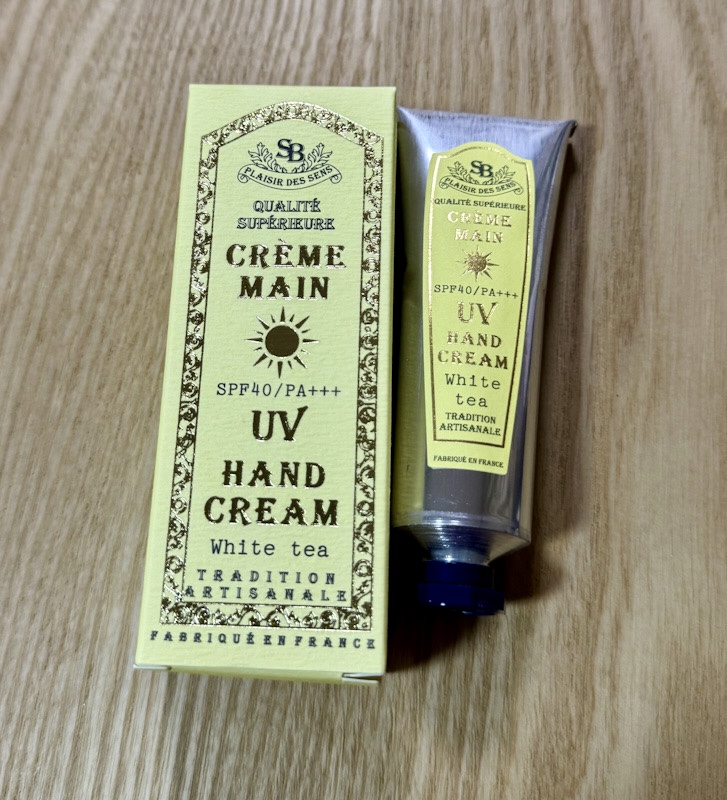 SB
PLAISIR DES SENS
QUALITÉ
SUPÉRIEURE
CRÈME
MAIN
SPF40/PA+++
UV
HAND
CREAM
White tea
TRADITION
ARTISANALE
FABRIQUÉ EN FRANCE
SB
PLAISIR DES SENS
QUALITÉ SUPÉRIEURE
CRÈME
MAIN
SPF40/PA+++
UV
HAND
CREAM
White
tea
TRADITION
ARTISANALE
FABRIQUÉ EN FRANCE